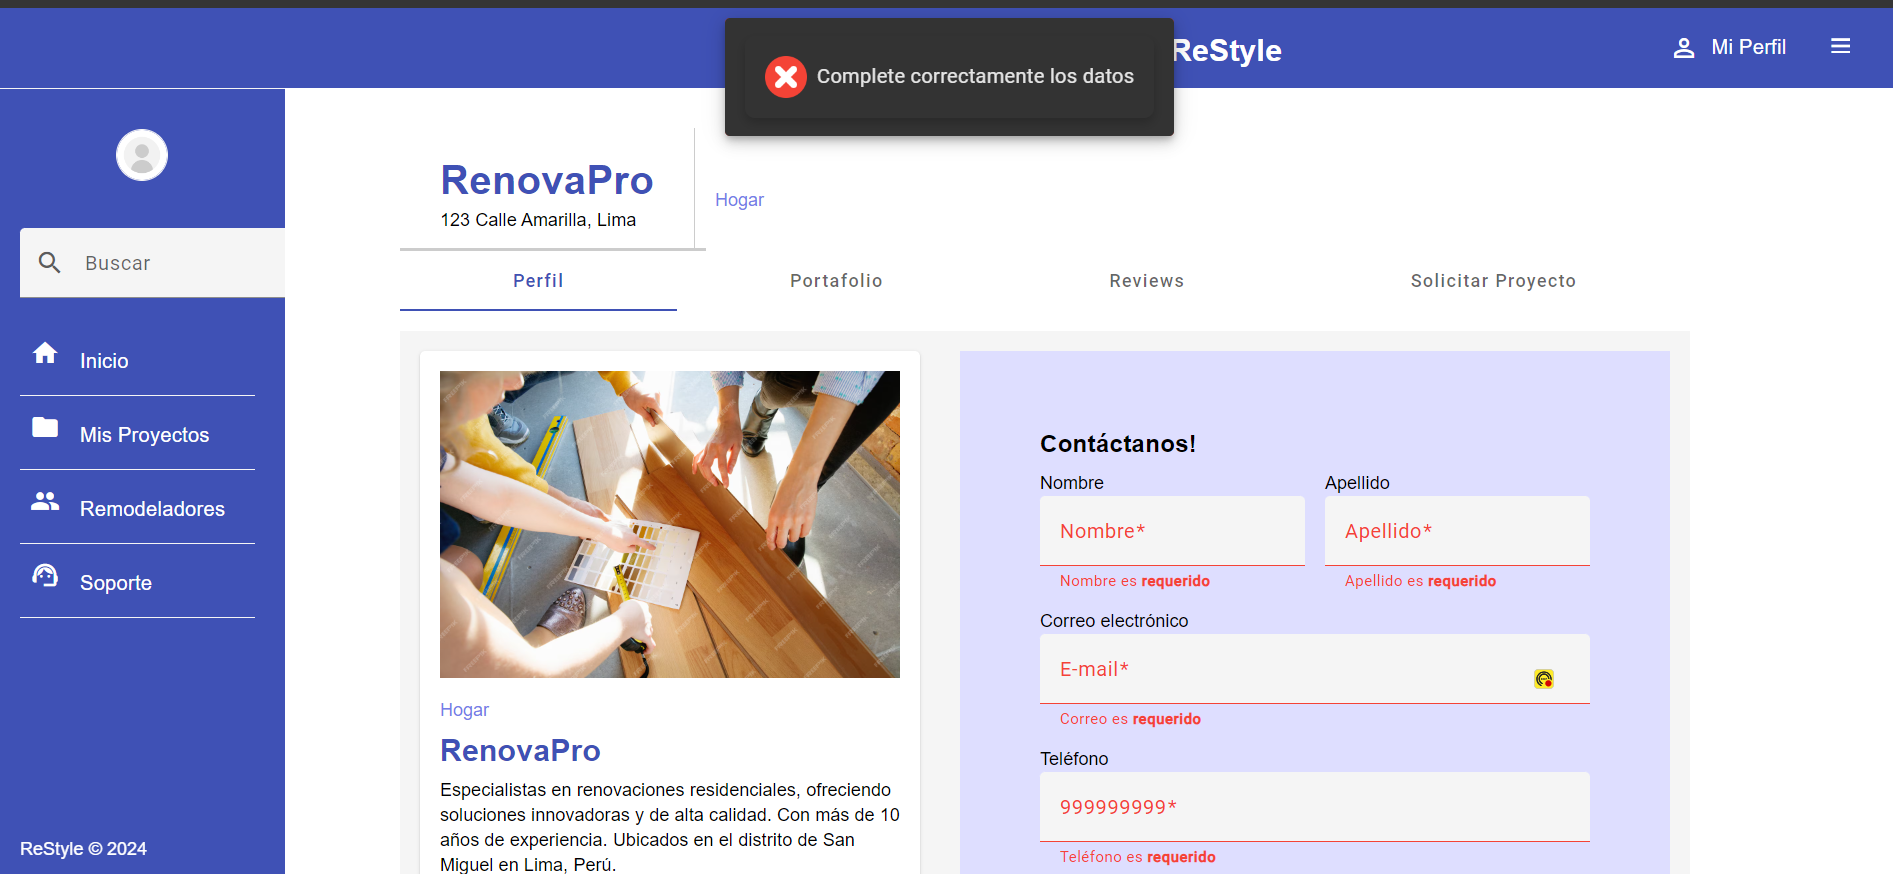 Complete correctamente los datos
ReStyle
Mi Perfil
Buscar
Inicio
Mis Proyectos
Remodeladores
Soporte
ReStyle © 2024
RenovaPro
123 Calle Amarilla, Lima
Hogar
Perfil
Portafolio
Reviews
Solicitar Proyecto
Hogar
RenovaPro
Especialistas en renovaciones residenciales, ofreciendo
soluciones innovadoras y de alta calidad. Con más de 10
años de experiencia. Ubicados en el distrito de San
Miguel en Lima, Perú.
Contáctanos!
Nombre
Apellido
Nombre*
Apellido*
Nombre es requerido
Apellido es requerido
Correo electrónico
E-mail*
Correo es requerido
Teléfono
999999999*
Teléfono es requerido